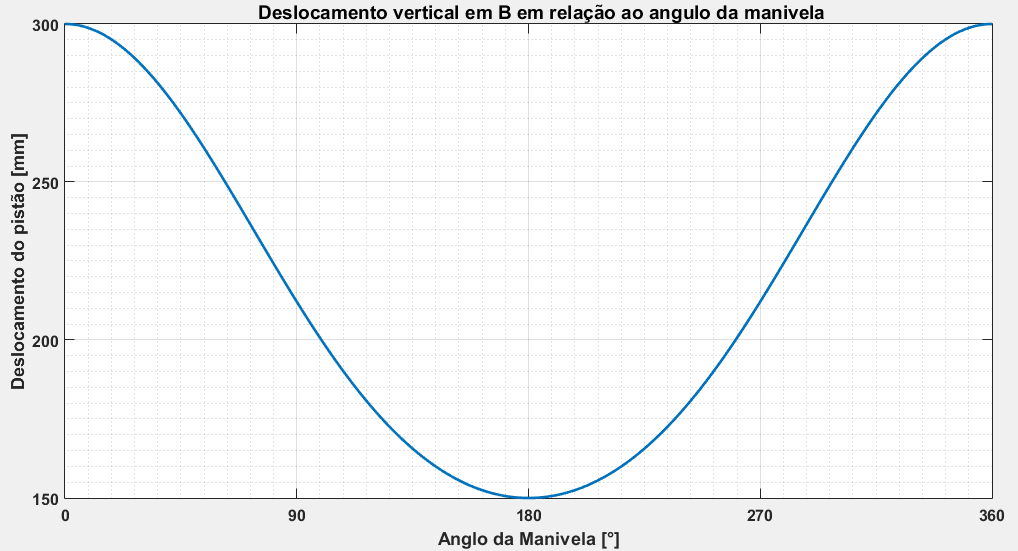 Deslocamento vertical em B em relação ao angulo da manivela
Deslocamento do pistão [mm]
300
250
200
150
0 90 180 270 360
Anglo da Manivela [°]